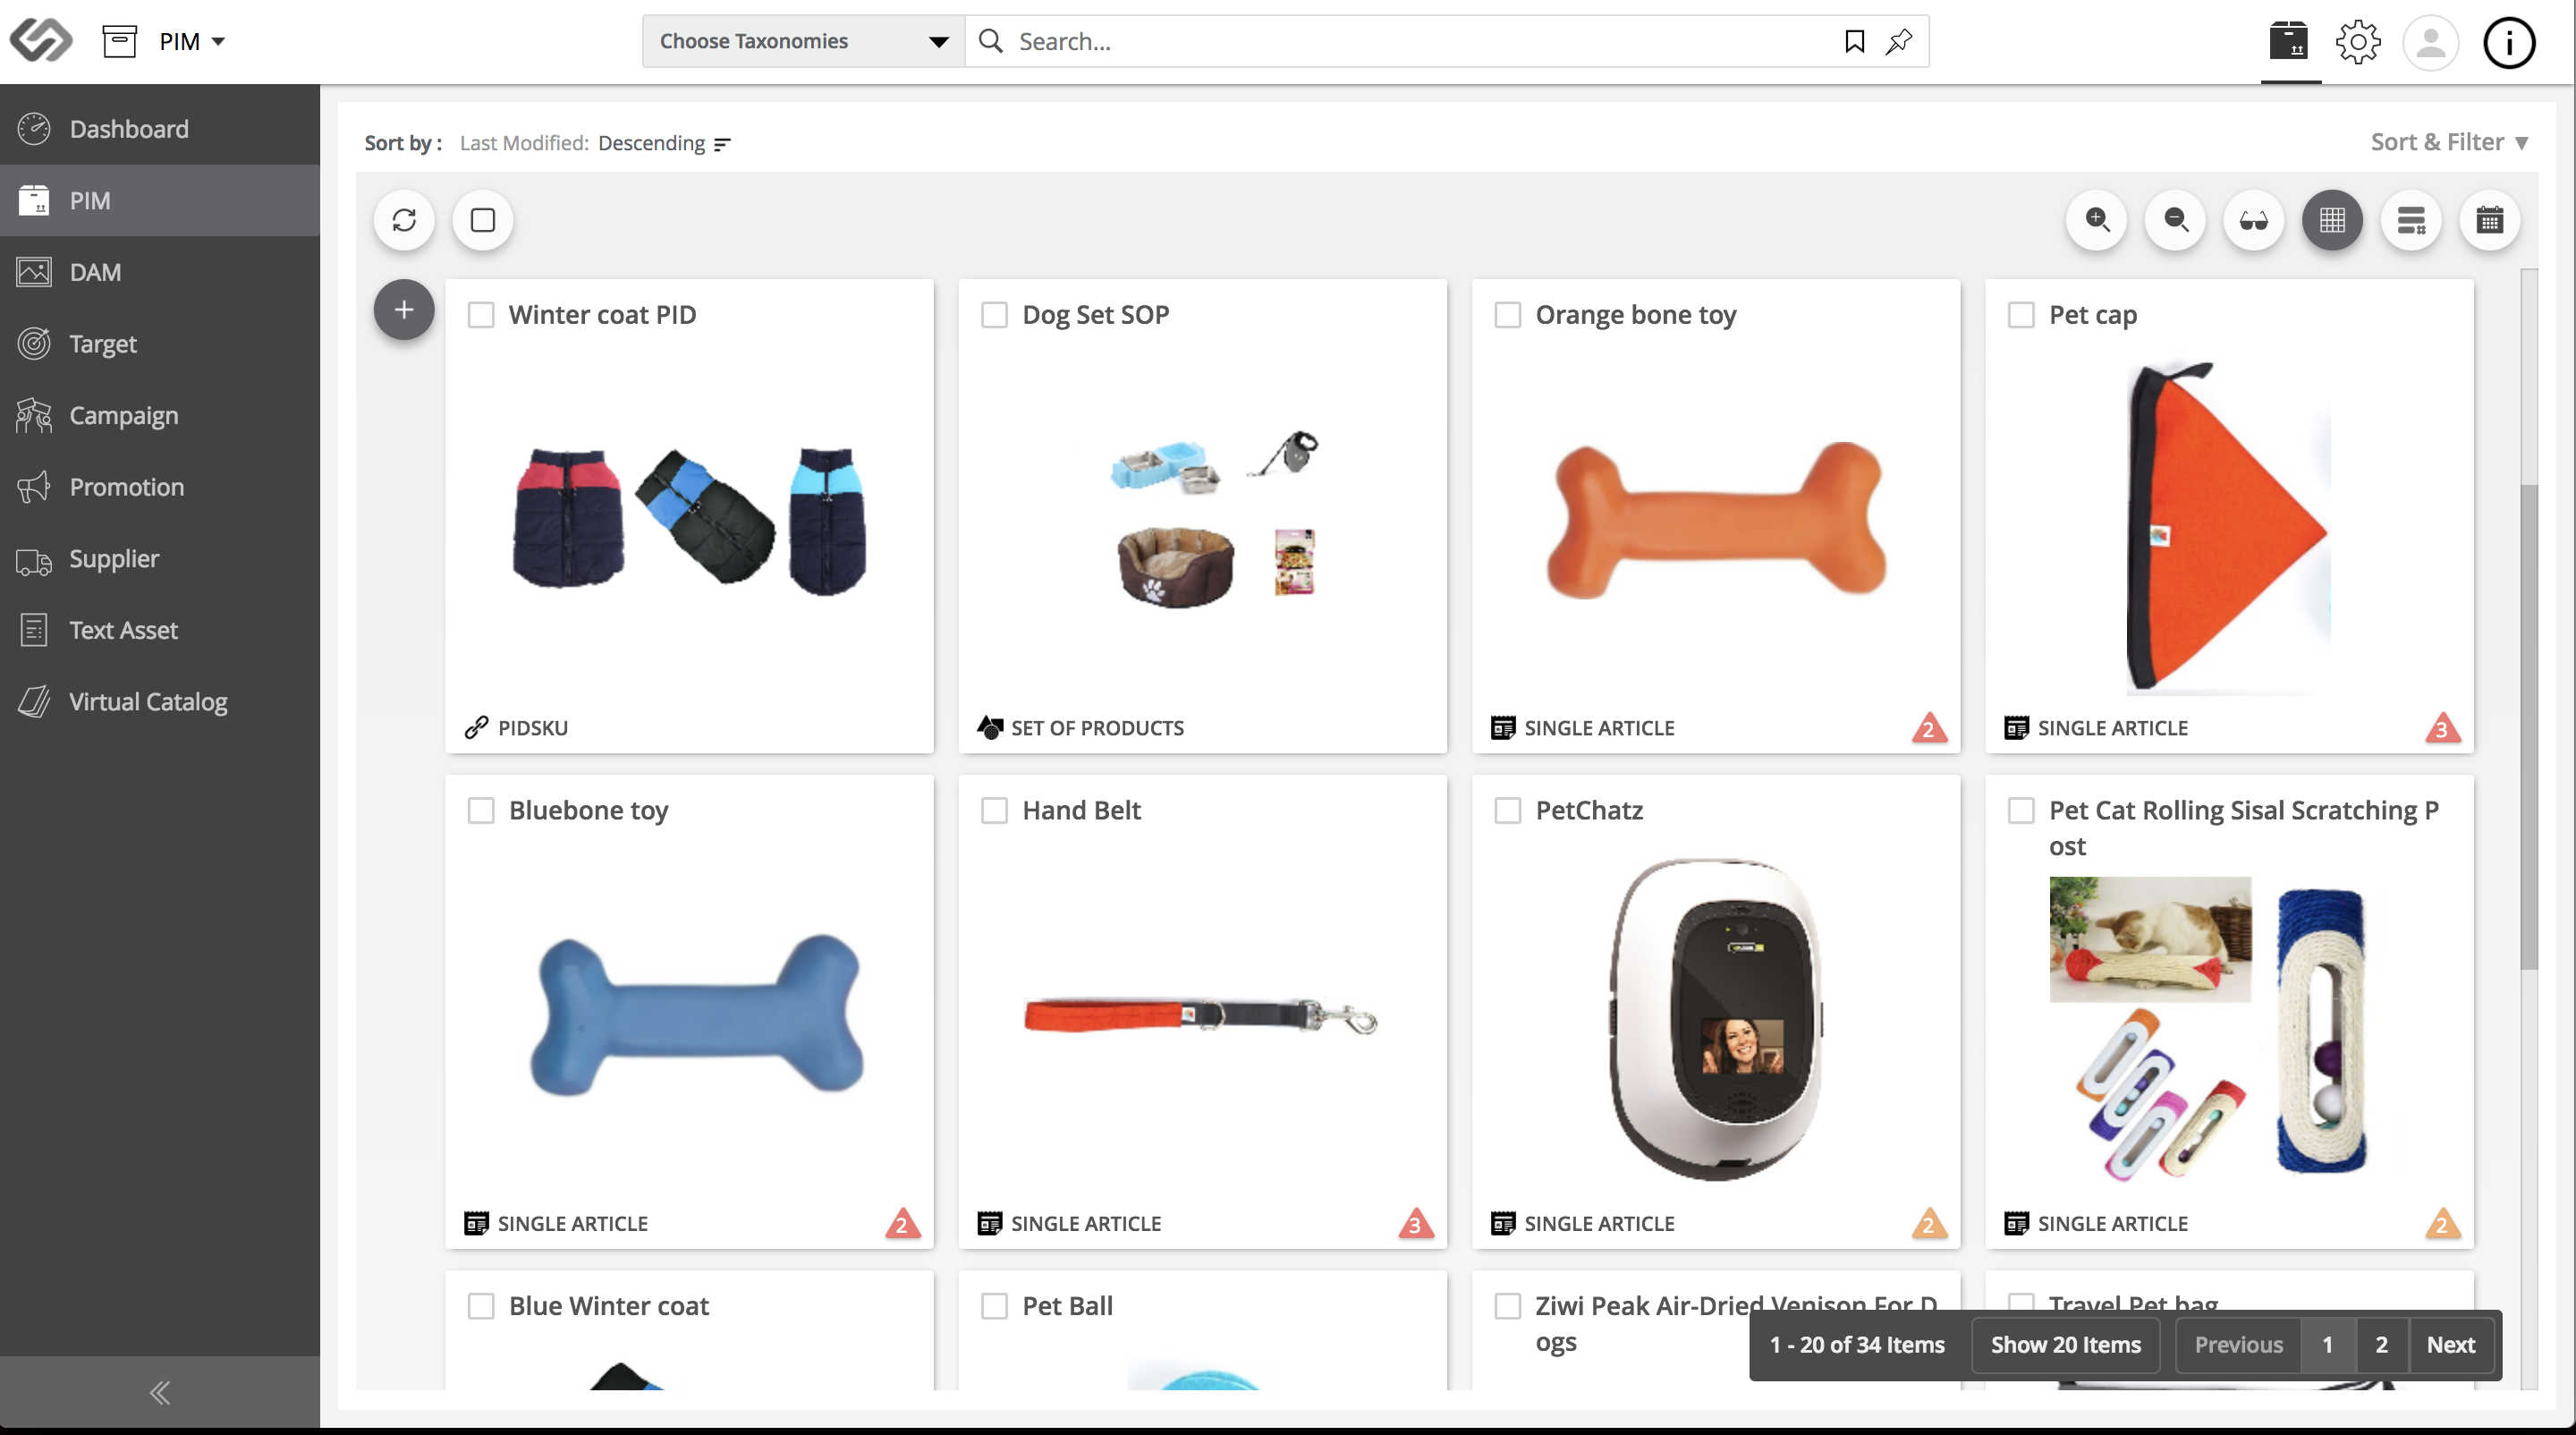 PIM
Choose Taxonomies
Search...
Dashboard
PIM
DAM
Target
Campaign
Promotion
Supplier
Text Asset
Virtual Catalog
Sort by : Last Modified: Descending
Sort & Filter
Winter coat PID
PIDSKU
Dog Set SOP
SET OF PRODUCTS
Orange bone toy
SINGLE ARTICLE
2
Pet cap
SINGLE ARTICLE
3
Bluebone toy
SINGLE ARTICLE
2
Hand Belt
SINGLE ARTICLE
3
PetChatz
SINGLE ARTICLE
2
Pet Cat Rolling Sisal Scratching P
ost
SINGLE ARTICLE
2
Blue Winter coat
Pet Ball
Ziwi Peak Air-Dried Venison For D
ogs
Travel Pet bag
1 - 20 of 34 Items
Show 20 Items
Previous
1
2
Next